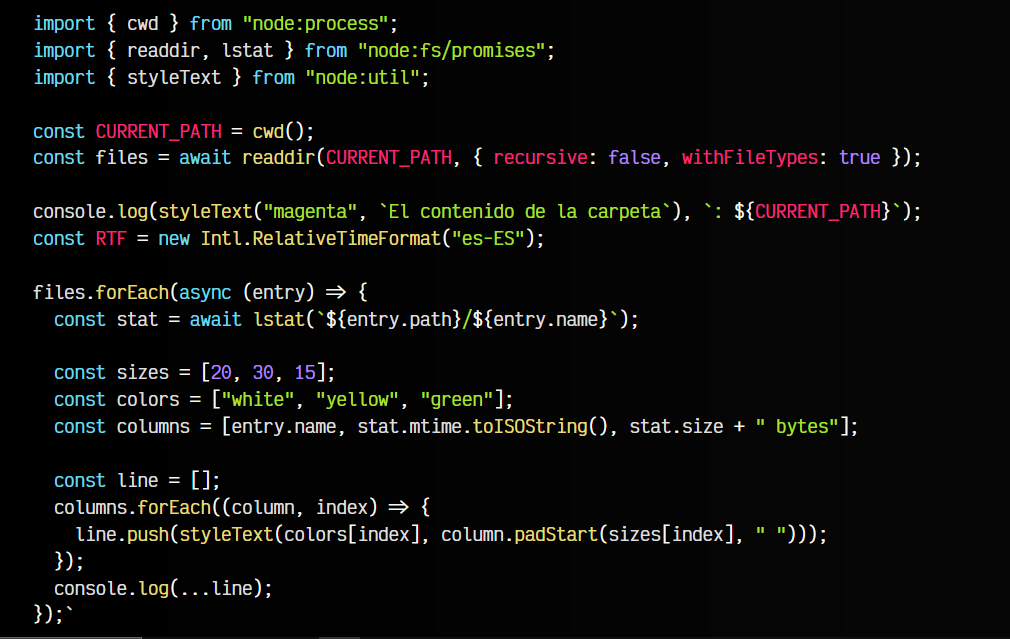 import { cwd } from "node:process";
import { readdir, lstat } from "node:fs/promises";
import { styleText } from "node:util";

const CURRENT_PATH = cwd();
const files = await readdir(CURRENT_PATH, { recursive: false, withFileTypes: true });

console.log(styleText("magenta", `El contenido de la carpeta`), `: ${CURRENT_PATH}`);
const RTF = new Intl.RelativeTimeFormat("es-ES");

files.forEach(async (entry) => {
  const stat = await lstat(`${entry.path}/${entry.name}`);

  const sizes = [20, 30, 15];
  const colors = ["white", "yellow", "green"];
  const columns = [entry.name, stat.mtime.toISOString(), stat.size + " bytes"];

  const line = [];
  columns.forEach((column, index) => {
    line.push(styleText(colors[index], column.padStart(sizes[index], " ")));
  });
  console.log(...line);
});`